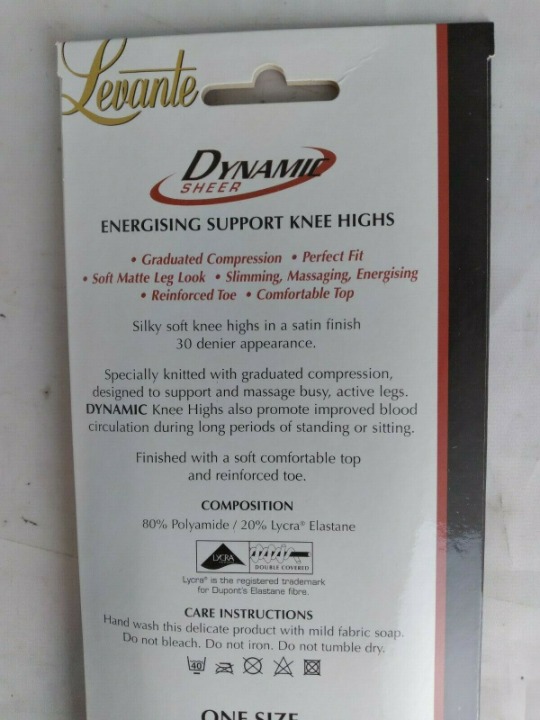 Levante
DYNAMIC
SHEER
ENERGISING SUPPORT KNEE HIGHS
• Graduated Compression • Perfect Fit
• Soft Matte Leg Look • Slimming, Massaging, Energising
• Reinforced Toe • Comfortable Top
Silky soft knee highs in a satin finish
30 denier appearance.
Specially knitted with graduated compression,
designed to support and massage busy, active legs.
DYNAMIC Knee Highs also promote improved blood
circulation during long periods of standing or sitting.
Finished with a soft comfortable top
and reinforced toe.
COMPOSITION
80% Polyamide / 20% Lycra® Elastane
LYCRA
DOUBLE COVERED
Lycra® is the registered trademark
for Dupont's Elastane fibre.
CARE INSTRUCTIONS
Hand wash this delicate product with mild fabric soap.
Do not bleach. Do not iron. Do not tumble dry.
40
ONE SIZE